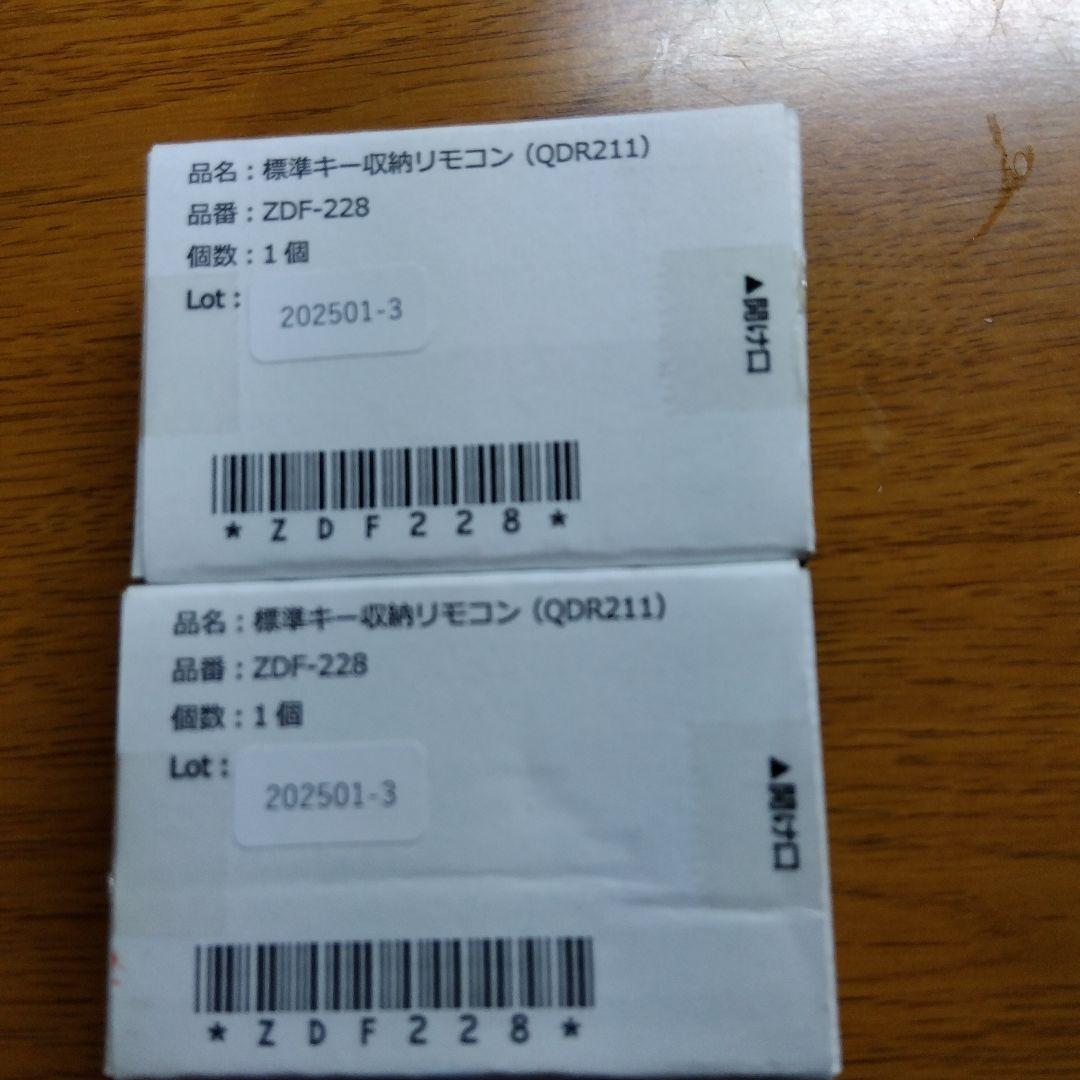 品名：標準キー収納リモコン（QDR211）
品番：ZDF-228
個数：1個
Lot：
202501-3
▲開け口
*ZDF228*
品名：標準キー収納リモコン（QDR211）
品番：ZDF-228
個数：1個
Lot：
202501-3
▲開け口
*ZDF228*